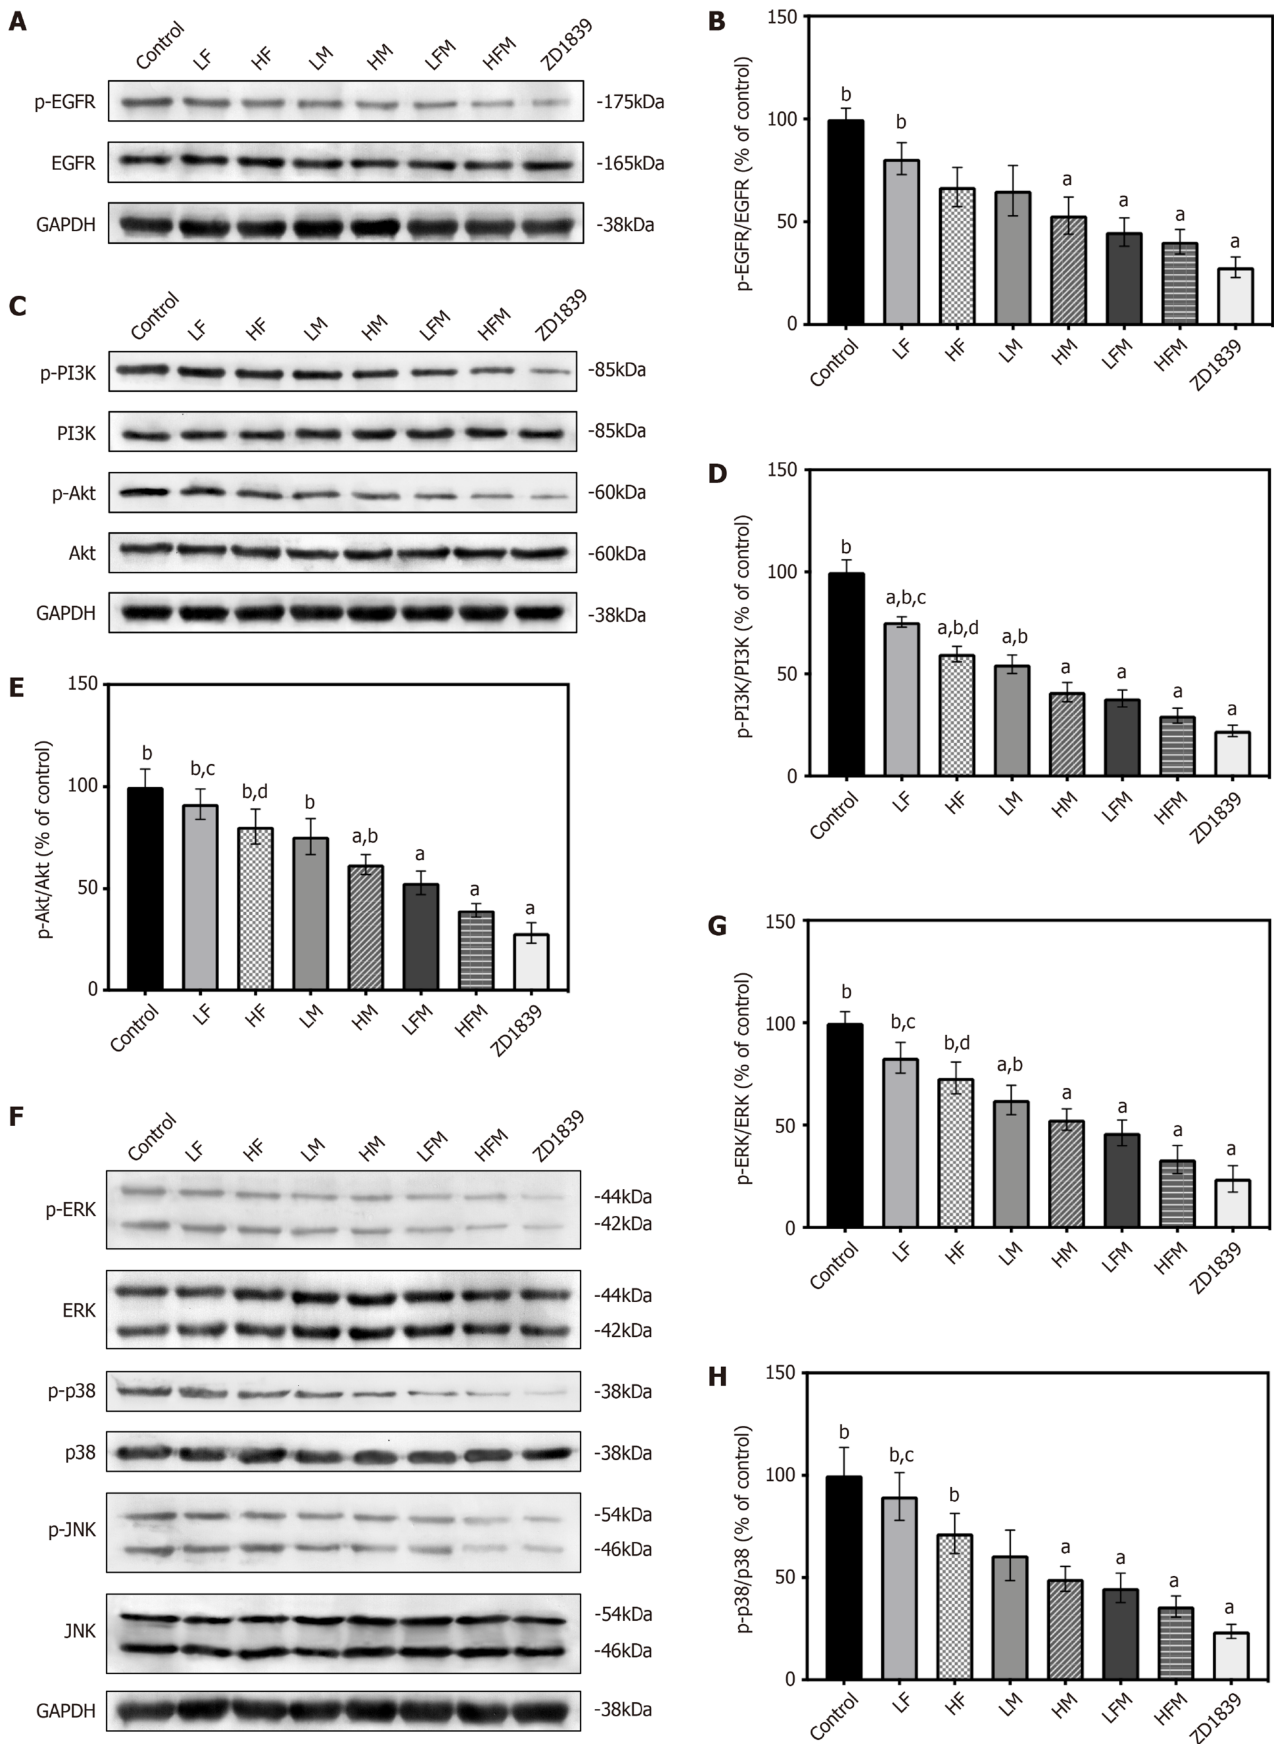 A
Control LF HF LM HM LFM HFM ZD1839
p-EGFR -175kDa
EGFR -165kDa
GAPDH -38kDa
B
p-EGFR/EGFR (% of control)
150
100
50
0
b b a a a a
Control LF HF LM HM LFM HFM ZD1839
C
Control LF HF LM HM LFM HFM ZD1839
p-PI3K -85kDa
PI3K -85kDa
p-Akt -60kDa
Akt -60kDa
GAPDH -38kDa
D
p-PI3K/PI3K (% of control)
150
100
50
0
b a,b,c a,b,d a,b a a a a
Control LF HF LM HM LFM HFM ZD1839
E
p-Akt/Akt (% of control)
150
100
50
0
b b,c b,d b a,b a a a
Control LF HF LM HM LFM HFM ZD1839
F
Control LF HF LM HM LFM HFM ZD1839
p-ERK -44kDa
-42kDa
ERK -44kDa
-42kDa
p-p38 -38kDa
p38 -38kDa
p-JNK -54kDa
-46kDa
JNK -54kDa
-46kDa
GAPDH -38kDa
G
p-ERK/ERK (% of control)
150
100
50
0
b b,c b,d a,b a a a a
Control LF HF LM HM LFM HFM ZD1839
H
p-p38/p38 (% of control)
150
100
50
0
b b,c b a a a a
Control LF HF LM HM LFM HFM ZD1839